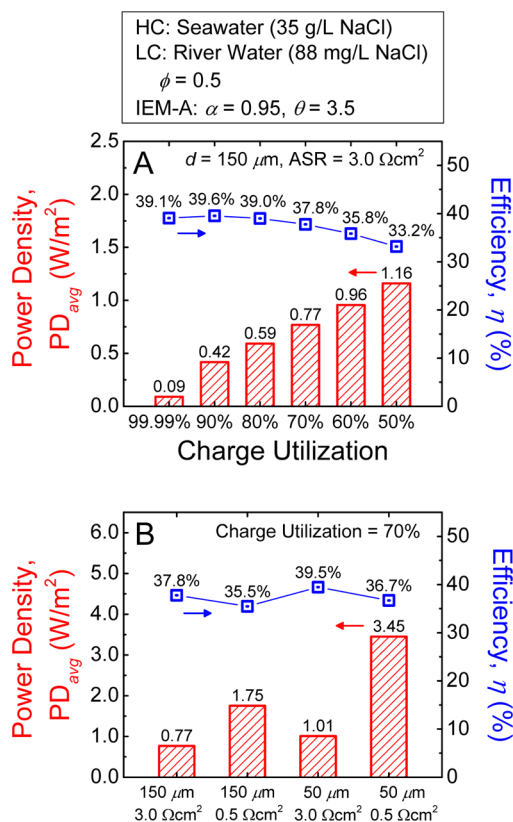 HC: Seawater (35 g/L NaCl)
LC: River Water (88 mg/L NaCl)
ϕ = 0.5
IEM-A: α = 0.95, θ = 3.5
A
d = 150 μm, ASR = 3.0 Ωcm²
Power Density,
PD_avg (W/m²)
2.5
2.0
1.5
1.0
0.5
0.0
39.1% 39.6% 39.0% 37.8% 35.8% 33.2%
0.09 0.42 0.59 0.77 0.96 1.16
50
40
30
20
10
0
Efficiency, η (%)
99.99% 90% 80% 70% 60% 50%
Charge Utilization
B
Charge Utilization = 70%
Power Density,
PD_avg (W/m²)
6.0
5.0
4.0
3.0
2.0
1.0
0.0
37.8% 35.5% 39.5% 36.7%
0.77 1.75 1.01 3.45
50
40
30
20
10
0
Efficiency, η (%)
150 μm 150 μm 50 μm 50 μm
3.0 Ωcm² 0.5 Ωcm² 3.0 Ωcm² 0.5 Ωcm²